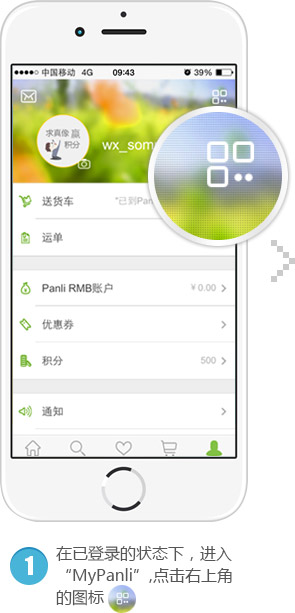 中国移动 4G 09:43 39%
求真像 赢
积分
wx_som
送货车 "已到Pan
运单
Panli RMB账户 ¥ 0.00
优惠券
积分 500
通知
1 在已登录的状态下，进入
“MyPanli”,点击右上角
的图标